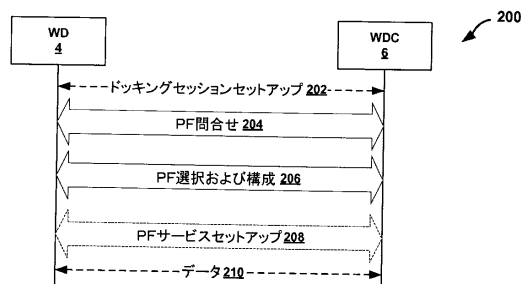 200
WD
4
WDC
6
ドッキングセッションセットアップ 202
PF問合せ 204
PF選択および構成 206
PFサービスセットアップ 208
データ 210